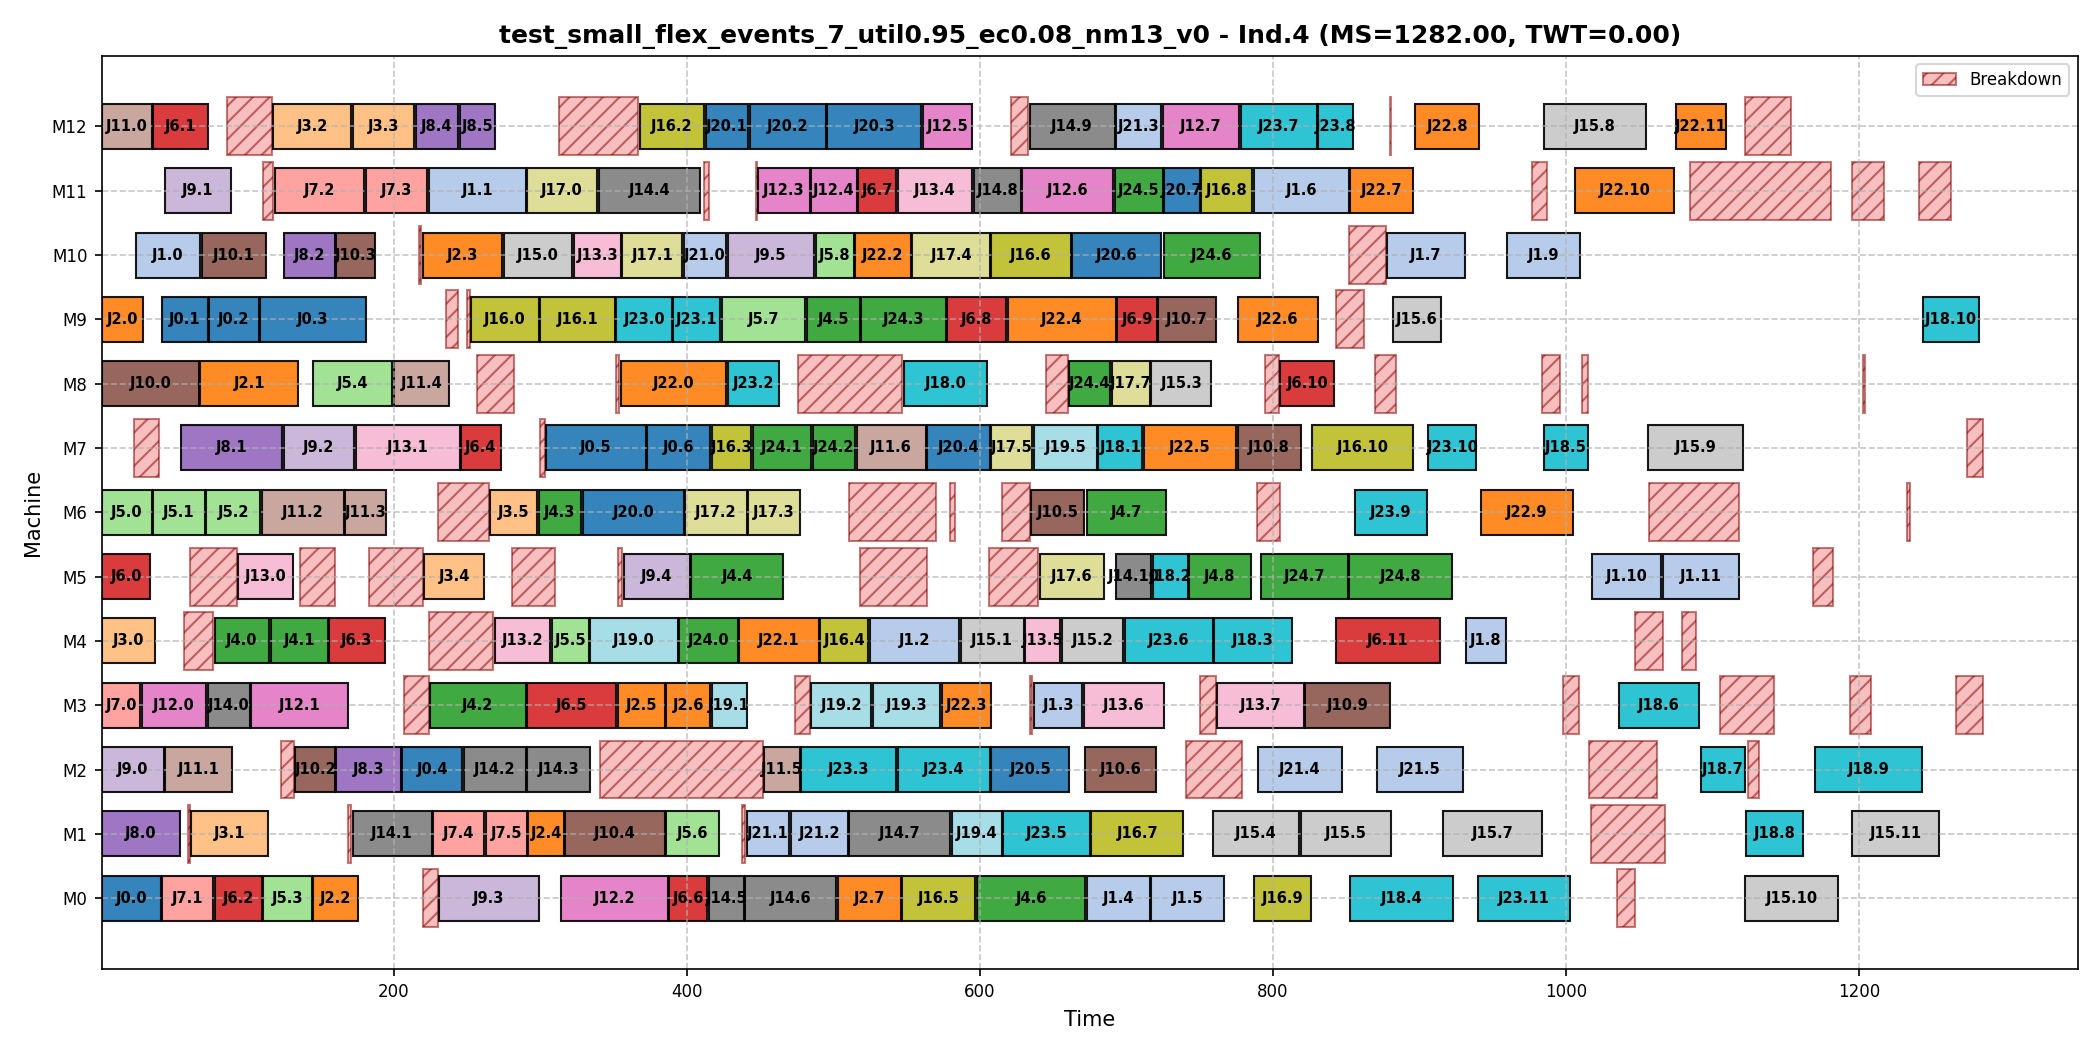 test_small_flex_events_7_util0.95_ec0.08_nm13_v0 - Ind.4 (MS=1282.00, TWT=0.00)
Breakdown
M12 J11.0 J6.1 J3.2 J3.3 J8.4 J8.5 J16.2 J20.1 J20.2 J20.3 J12.5 J14.9 J21.3 J12.7 J23.7 J23.8 J22.8 J15.8 J22.11
M11 J9.1 J7.2 J7.3 J1.1 J17.0 J14.4 J12.3 J12.4 J6.7 J13.4 J14.8 J12.6 J24.5 J20.7 J16.8 J1.6 J22.7 J22.10
M10 J1.0 J10.1 J8.2 J10.3 J2.3 J15.0 J13.3 J17.1 J21.0 J9.5 J5.8 J22.2 J17.4 J16.6 J20.6 J24.6 J1.7 J1.9
M9 J2.0 J0.1 J0.2 J0.3 J16.0 J16.1 J23.0 J23.1 J5.7 J4.5 J24.3 J6.8 J22.4 J6.9 J10.7 J22.6 J15.6 J18.10
M8 J10.0 J2.1 J5.4 J11.4 J22.0 J23.2 J18.0 J24.4 J17.7 J15.3 J6.10
M7 J8.1 J9.2 J13.1 J6.4 J0.5 J0.6 J16.3 J24.1 J24.2 J11.6 J20.4 J17.5 J19.5 J18.1 J22.5 J10.8 J16.10 J23.10 J18.5 J15.9
M6 J5.0 J5.1 J5.2 J11.2 J11.3 J3.5 J4.3 J20.0 J17.2 J17.3 J10.5 J4.7 J23.9 J22.9
M5 J6.0 J13.0 J3.4 J9.4 J4.4 J17.6 J14.10 J18.2 J4.8 J24.7 J24.8 J1.10 J1.11
M4 J3.0 J4.0 J4.1 J6.3 J13.2 J5.5 J19.0 J24.0 J22.1 J16.4 J1.2 J15.1 J13.5 J15.2 J23.6 J18.3 J6.11 J1.8
M3 J7.0 J12.0 J14.0 J12.1 J4.2 J6.5 J2.5 J2.6 J19.1 J19.2 J19.3 J22.3 J1.3 J13.6 J13.7 J10.9 J18.6
M2 J9.0 J11.1 J10.2 J8.3 J0.4 J14.2 J14.3 J11.5 J23.3 J23.4 J20.5 J10.6 J21.4 J21.5 J18.7 J18.9
M1 J8.0 J3.1 J14.1 J7.4 J7.5 J2.4 J10.4 J5.6 J21.1 J21.2 J14.7 J19.4 J23.5 J16.7 J15.4 J15.5 J15.7 J18.8 J15.11
M0 J0.0 J7.1 J6.2 J5.3 J2.2 J9.3 J12.2 J6.6 J14.5 J14.6 J2.7 J16.5 J4.6 J1.4 J1.5 J16.9 J18.4 J23.11 J15.10
200 400 600 800 1000 1200
Time
Machine